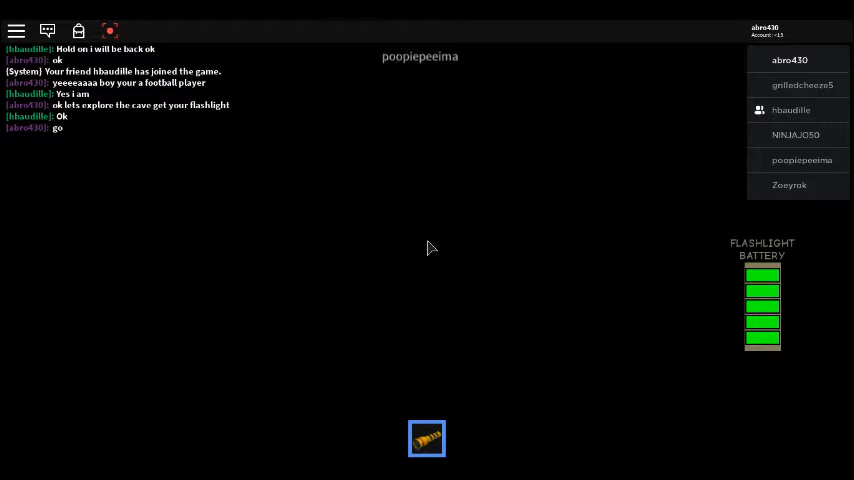 abro430
Account: <13
[hbaudille]: Hold on i will be back ok
[abro430]: ok
{System} Your friend hbaudille has joined the game.
[abro430]: yeeeeaaaa boy your a football player
[hbaudille]: Yes i am
[abro430]: ok lets explore the cave get your flashlight
[hbaudille]: Ok
[abro430]: go
poopiepeeima
abro430
grilledcheeze5
hbaudille
NINJAJO50
poopiepeeima
Zoeyrok
FLASHLIGHT
BATTERY